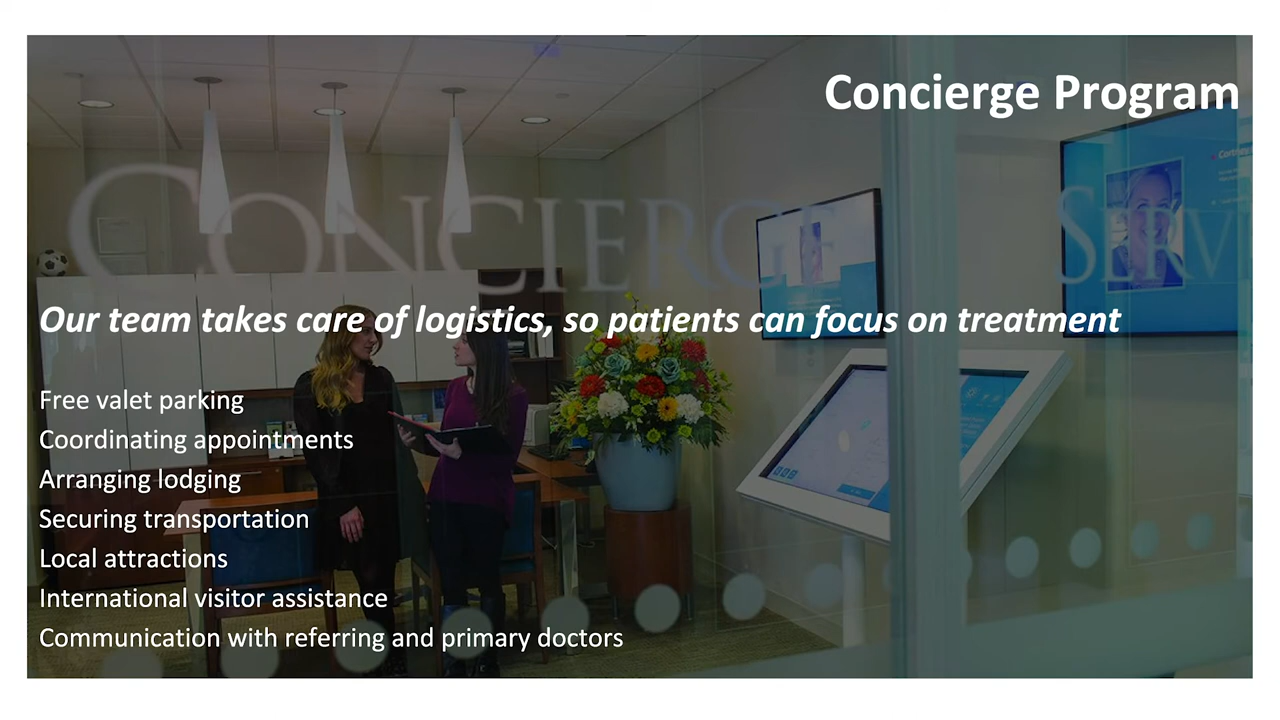 Concierge Program
CONCIERGE SERVI
Our team takes care of logistics, so patients can focus on treatment
Free valet parking
Coordinating appointments
Arranging lodging
Securing transportation
Local attractions
International visitor assistance
Communication with referring and primary doctors